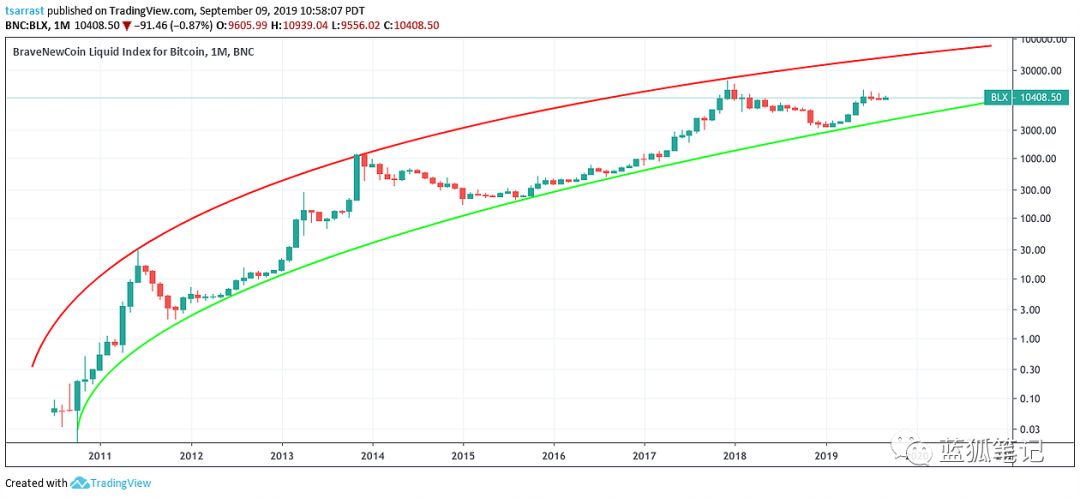 tsarrast published on TradingView.com, September 09, 2019 10:58:07 PDT
BNC:BLX, 1M 10408.50 ▼ −91.46 (−0.87%) O:9605.99 H:10939.04 L:9556.02 C:10408.50
BraveNewCoin Liquid Index for Bitcoin, 1M, BNC
100000.00
30000.00
BLX 10408.50
3000.00
1000.00
300.00
100.00
30.00
10.00
3.00
1.00
0.30
0.10
0.03
2011 2012 2013 2014 2015 2016 2017 2018 2019
蓝狐笔记
Created with TradingView